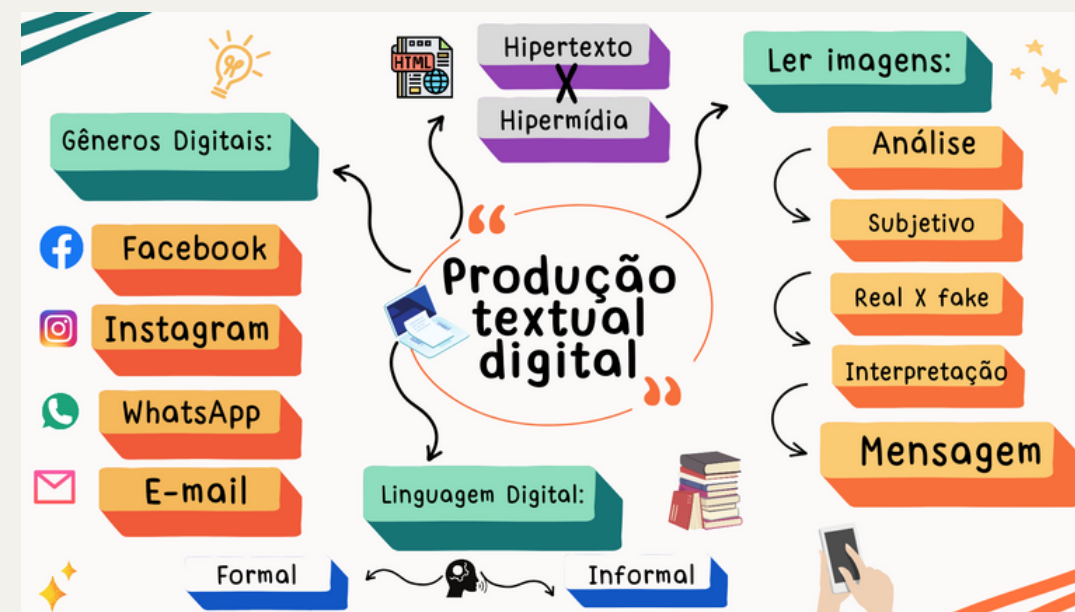 HTML
Hipertexto
X
Hipermídia
Ler imagens:
Gêneros Digitais:
Facebook
Instagram
WhatsApp
E-mail
Produção
textual
digital
Análise
Subjetivo
Real X fake
Interpretação
Mensagem
Linguagem Digital:
Formal
Informal